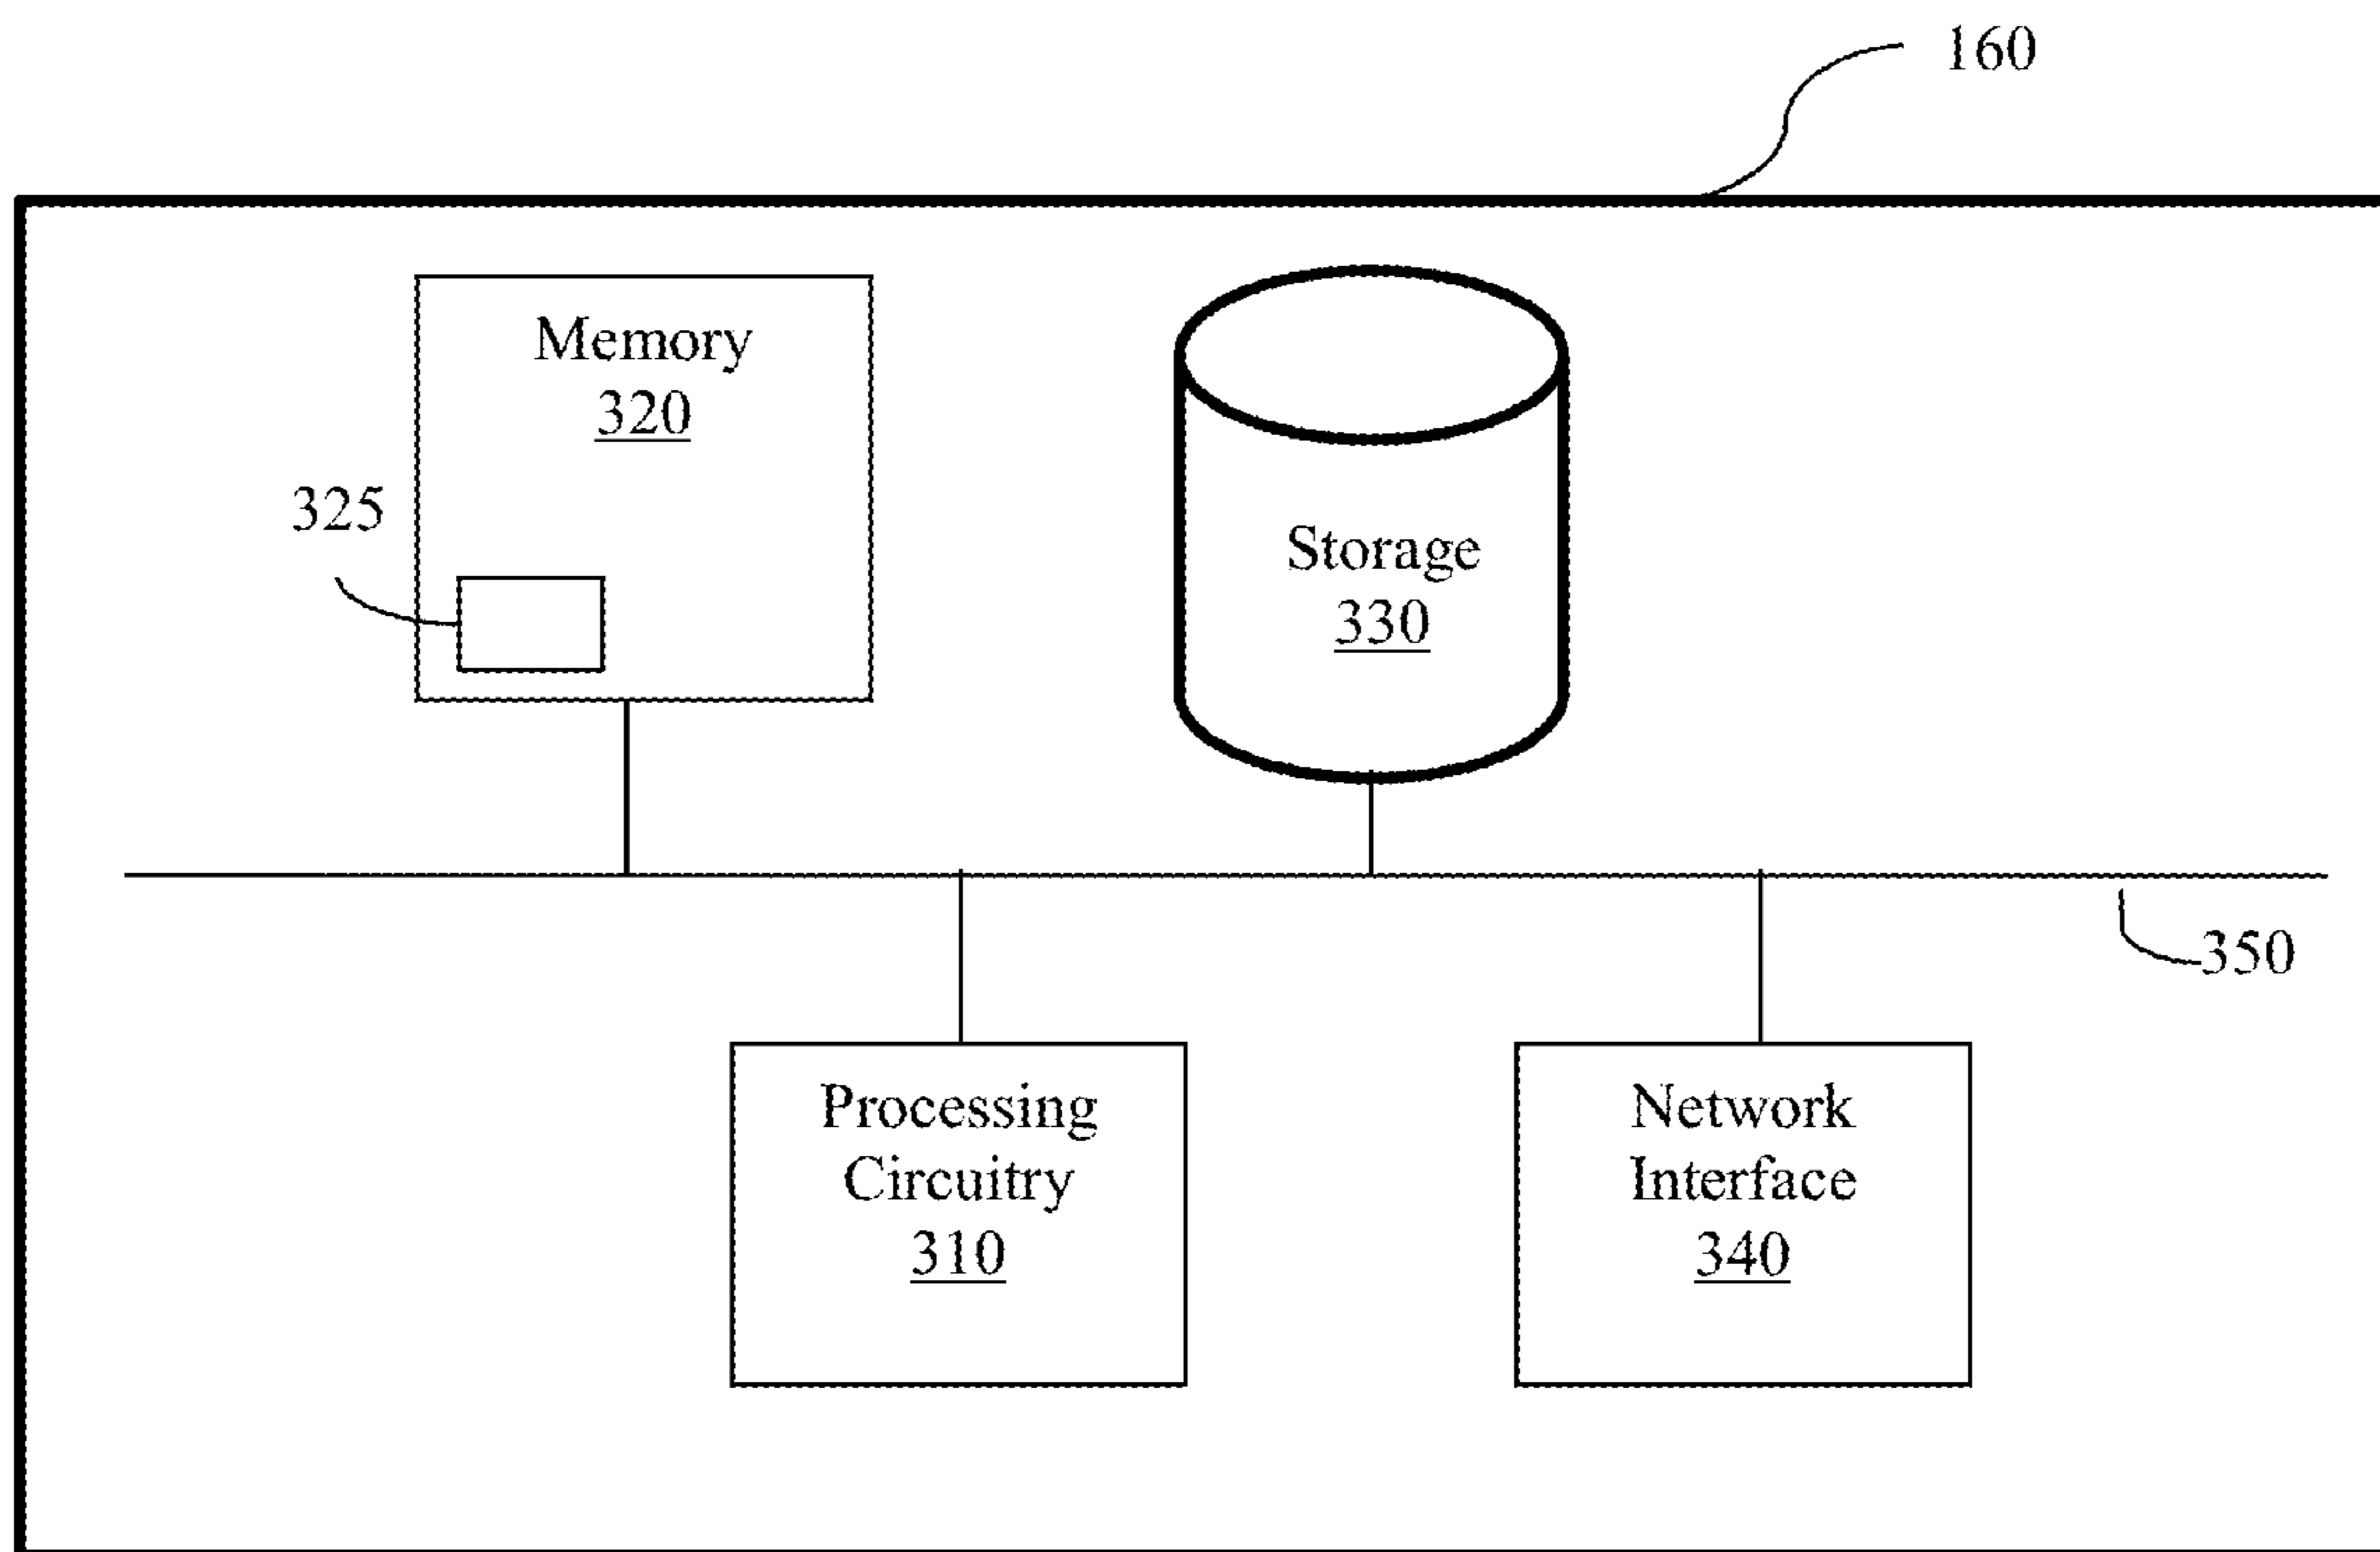 160
Memory
320
325
Storage
330
350
Processing
Circuitry
310
Network
Interface
340